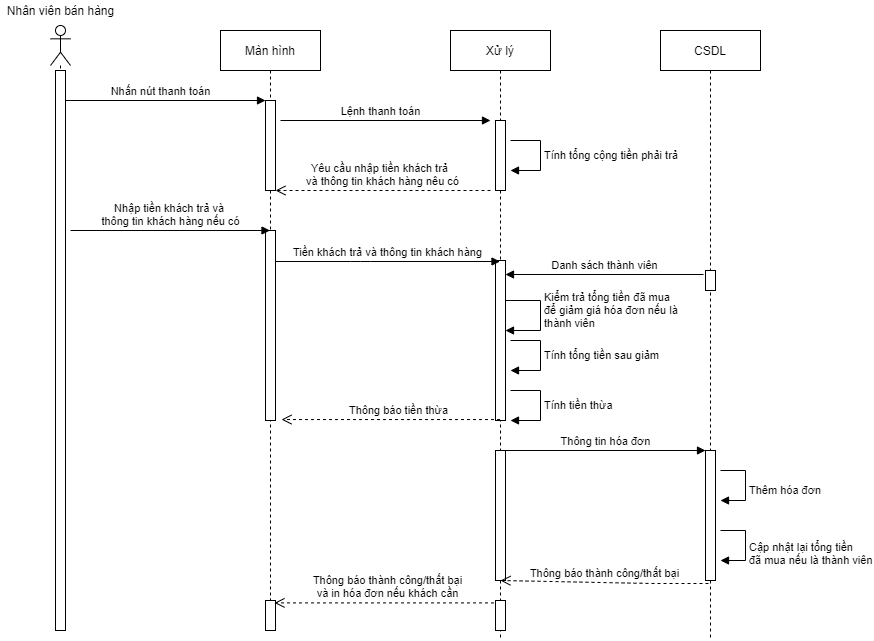 Nhân viên bán hàng
Màn hình
Xử lý
CSDL
Nhấn nút thanh toán
Lệnh thanh toán
Tính tổng cộng tiền phải trả
Yêu cầu nhập tiền khách trả
và thông tin khách hàng nêu có
Nhập tiền khách trả và
thông tin khách hàng nếu có
Tiền khách trả và thông tin khách hàng
Danh sách thành viên
Kiểm trả tổng tiền đã mua
để giảm giá hóa đơn nếu là
thành viên
Tính tổng tiền sau giảm
Tính tiền thừa
Thông báo tiền thừa
Thông tin hóa đơn
Thêm hóa đơn
Cập nhật lại tổng tiền
đã mua nếu là thành viên
Thông báo thành công/thất bại
Thông báo thành công/thất bại
và in hóa đơn nếu khách cần